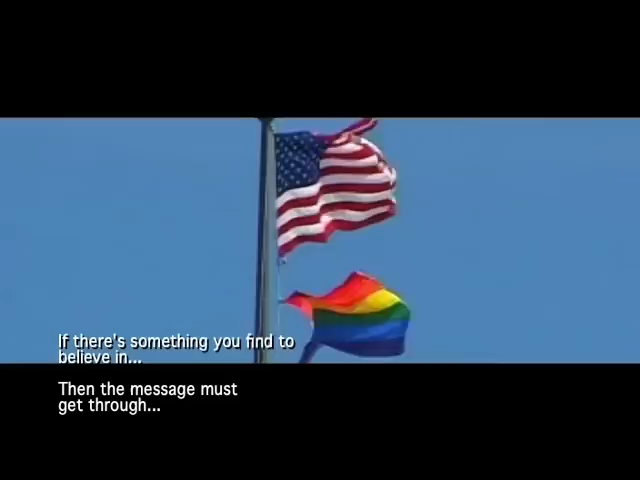 If there's something you find to
believe in...
Then the message must
get through...